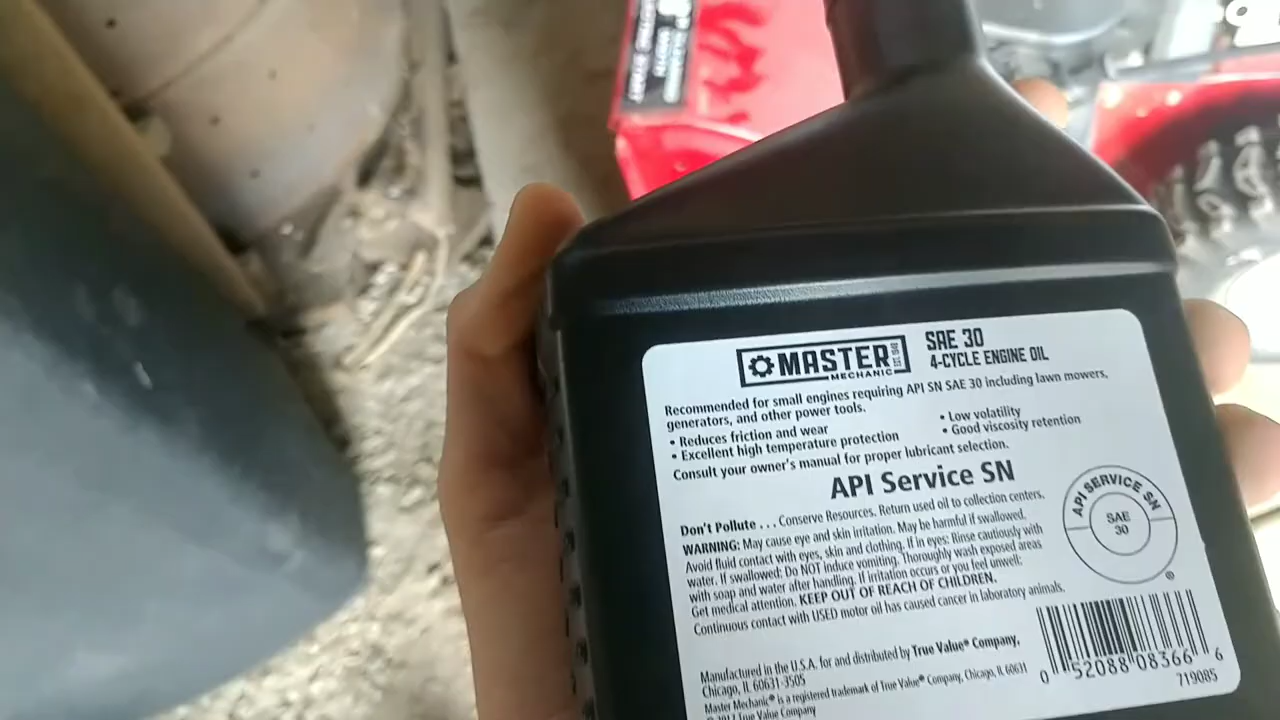 MASTER
MECHANIC
SAE 30
4-CYCLE ENGINE OIL
Recommended for small engines requiring API SN SAE 30 including lawn mowers,
generators, and other power tools.
• Reduces friction and wear
• Excellent high temperature protection
• Low volatility
• Good viscosity retention
Consult your owner's manual for proper lubricant selection.
API Service SN
Don't Pollute . . . Conserve Resources. Return used oil to collection centers.
WARNING: May cause eye and skin irritation. May be harmful if swallowed.
Avoid fluid contact with eyes, skin and clothing. If in eyes: Rinse cautiously with
water. If swallowed: Do NOT induce vomiting. Thoroughly wash exposed areas
with soap and water after handling. If irritation occurs or you feel unwell:
Get medical attention. KEEP OUT OF REACH OF CHILDREN.
Continuous contact with USED motor oil has caused cancer in laboratory animals.
API SERVICE SN
SAE
30
®
Manufactured in the U.S.A. for and distributed by True Value® Company,
Chicago, IL 60631-3505
Master Mechanic® is a registered trademark of True Value® Company, Chicago, IL 60631
True Value Company
0 52088 08366 6
719085